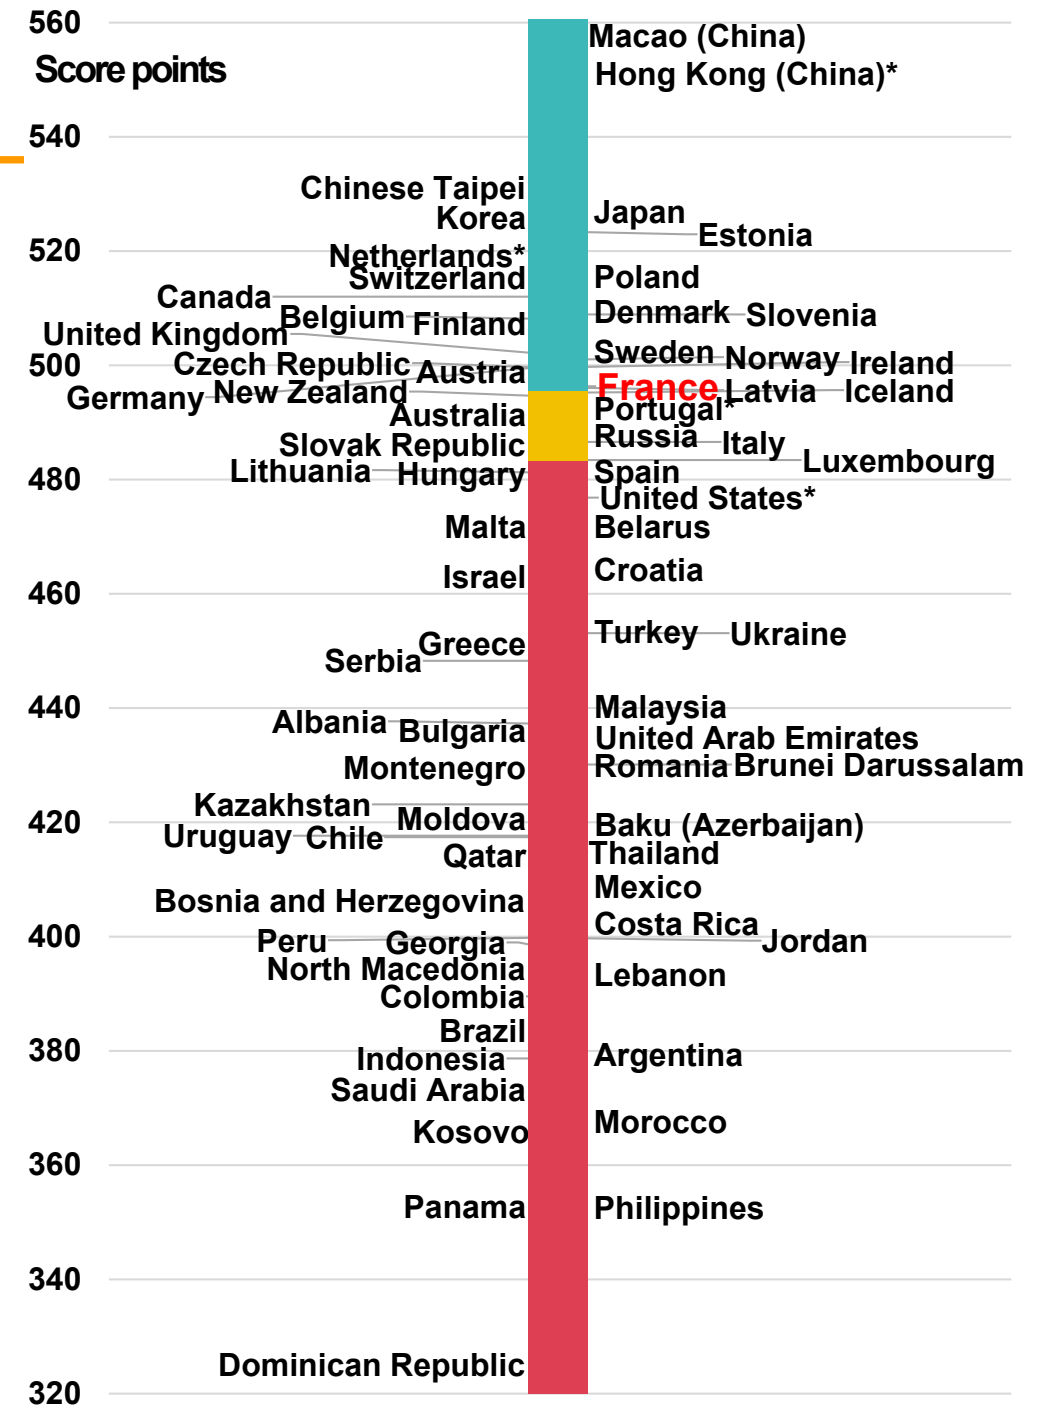 560
Macao (China)
Score points
Hong Kong (China)*
540
Chinese Taipei
Korea
Japan
Estonia
520
Netherlands*
Switzerland
Poland
Canada
Belgium
Finland
Denmark
Slovenia
United Kingdom
Sweden
Norway
Ireland
500
Czech Republic
Austria
Germany
New Zealand
France
Latvia
Iceland
Australia
Portugal*
Slovak Republic
Russia
Italy
Lithuania
Hungary
Luxembourg
480
Spain
United States*
Malta
Belarus
Israel
Croatia
460
Turkey
Ukraine
Greece
Serbia
440
Malaysia
Albania
Bulgaria
United Arab Emirates
Montenegro
Romania
Brunei Darussalam
Kazakhstan
420
Moldova
Baku (Azerbaijan)
Uruguay
Chile
Qatar
Thailand
Mexico
Bosnia and Herzegovina
Costa Rica
400
Peru
Georgia
Jordan
North Macedonia
Lebanon
Colombia
Brazil
380
Indonesia
Argentina
Saudi Arabia
Kosovo
Morocco
360
Panama
Philippines
340
Dominican Republic
320